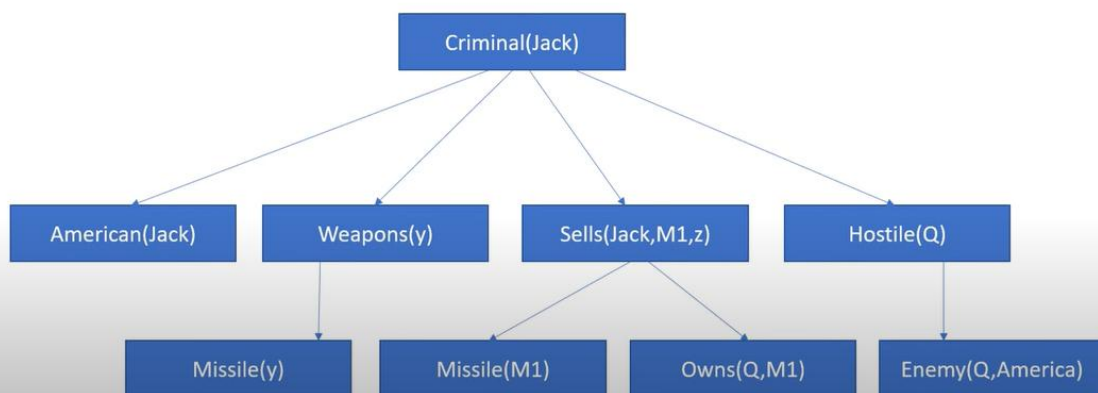 Criminal(Jack)
American(Jack)
Weapons(y)
Sells(Jack,M1,z)
Hostile(Q)
Missile(y)
Missile(M1)
Owns(Q,M1)
Enemy(Q,America)